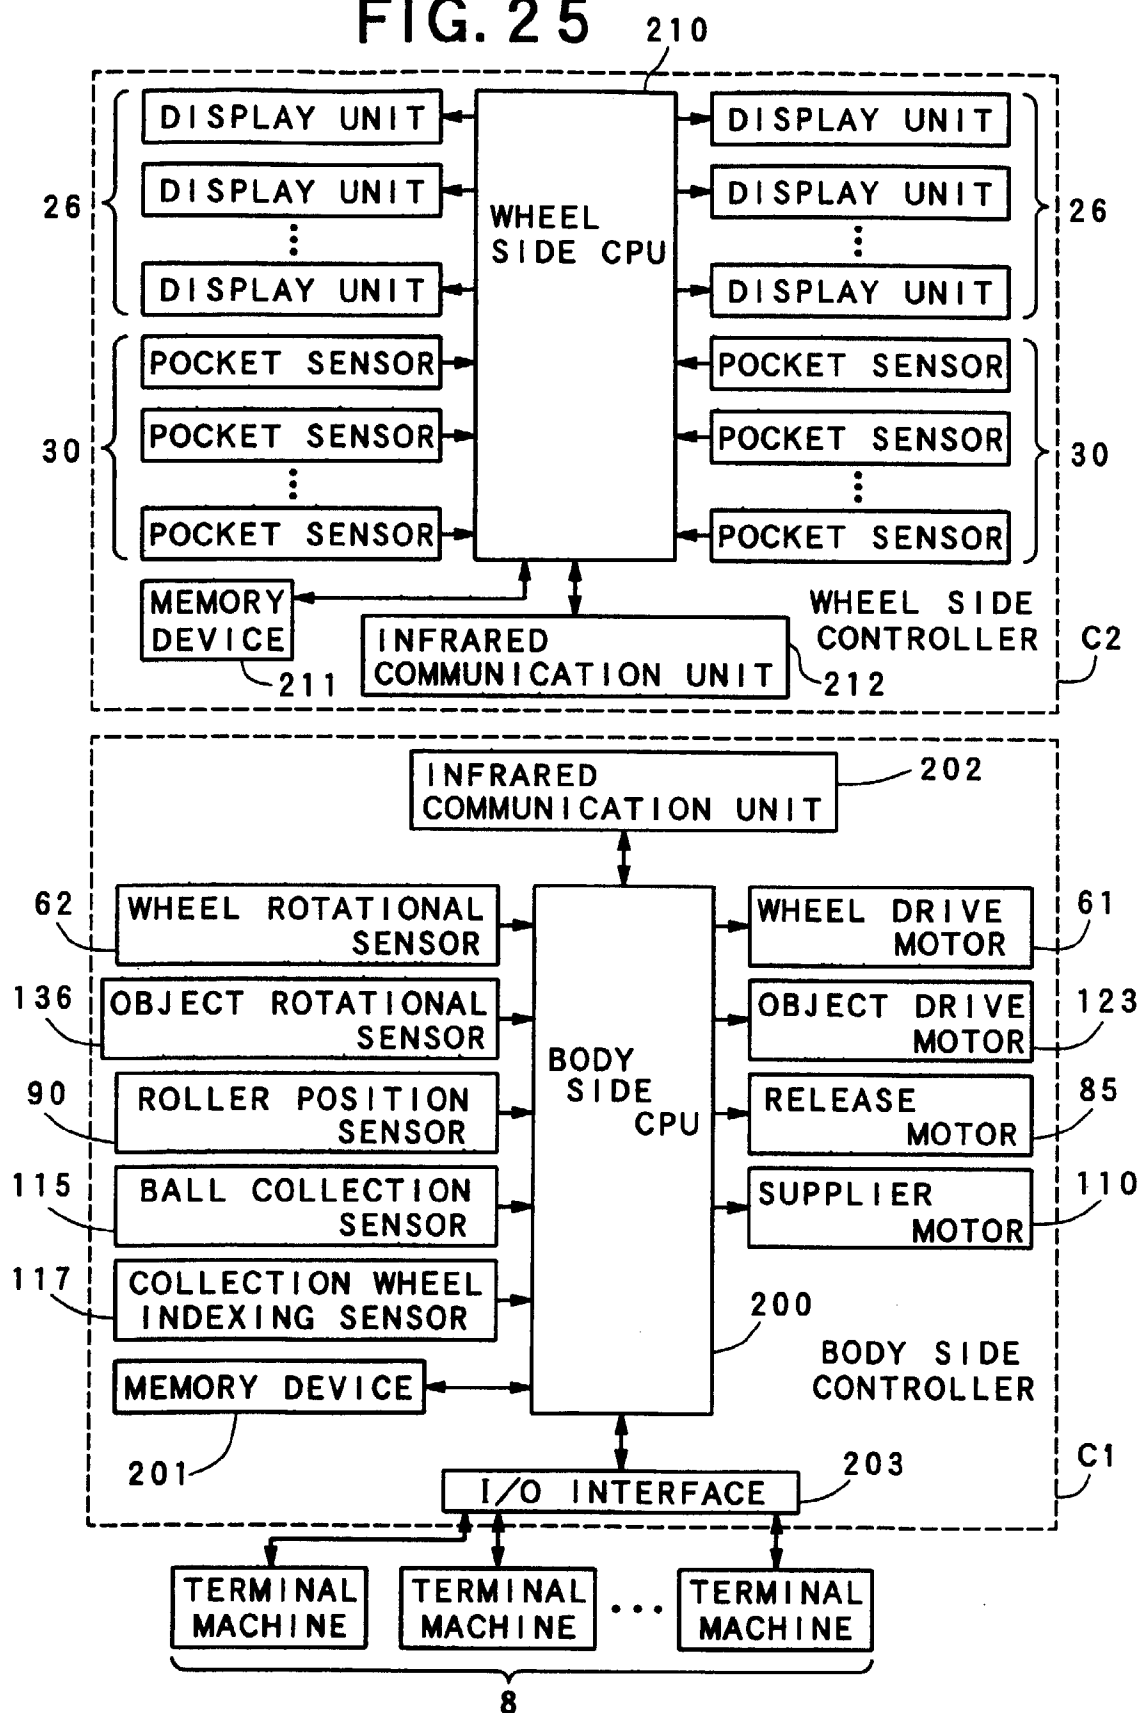 FIG. 25
210
DISPLAY UNIT
DISPLAY UNIT
DISPLAY UNIT
26
POCKET SENSOR
POCKET SENSOR
POCKET SENSOR
30
WHEEL
SIDE CPU
DISPLAY UNIT
DISPLAY UNIT
DISPLAY UNIT
26
POCKET SENSOR
POCKET SENSOR
POCKET SENSOR
30
MEMORY
DEVICE
211
INFRARED
COMMUNICATION UNIT
212
WHEEL SIDE
CONTROLLER
C2
INFRARED
COMMUNICATION UNIT
202
62
WHEEL ROTATIONAL
SENSOR
136
OBJECT ROTATIONAL
SENSOR
90
ROLLER POSITION
SENSOR
115
BALL COLLECTION
SENSOR
117
COLLECTION WHEEL
INDEXING SENSOR
MEMORY DEVICE
201
BODY
SIDE
CPU
200
WHEEL DRIVE
MOTOR
61
OBJECT DRIVE
MOTOR
123
RELEASE
MOTOR
85
SUPPLIER
MOTOR
110
BODY SIDE
CONTROLLER
C1
I/O INTERFACE
203
TERMINAL
MACHINE
TERMINAL
MACHINE
TERMINAL
MACHINE
8